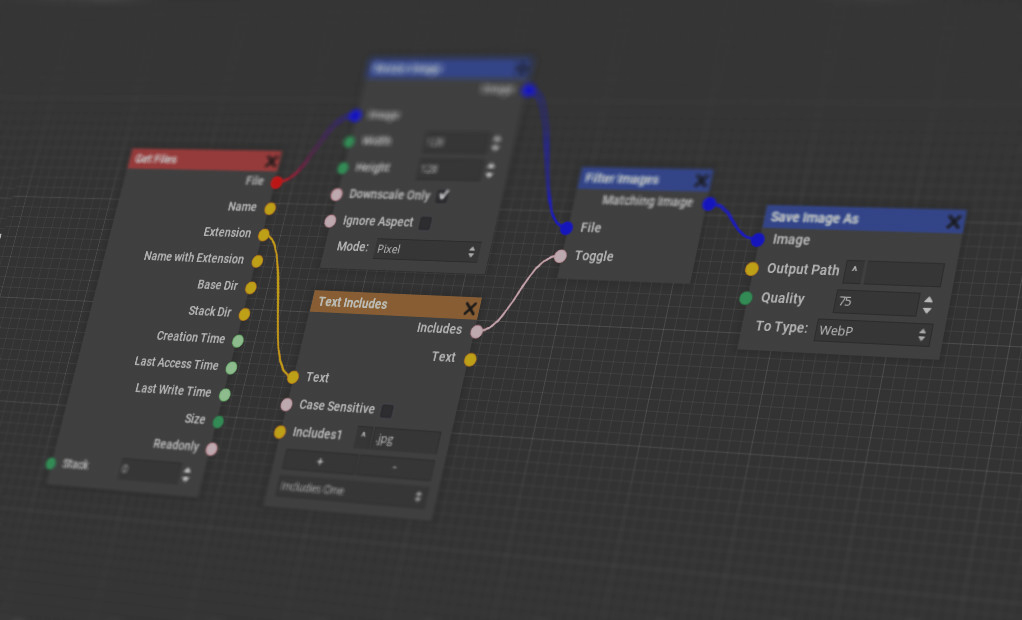 Get Files
File
Name
Extension
Name with Extension
Base Dir
Stack Dir
Creation Time
Last Access Time
Last Write Time
Size
Readonly
Stack 0
Image
Image
Width 128
Height 128
Downscale Only
Ignore Aspect
Mode: Pixel
Text Includes
Includes
Text
Text
Case Sensitive
Includes1 ^ .jpg
+ -
Includes One
Filter Images
Matching Image
File
Toggle
Save Image As
Image
Output Path ^
Quality 75
To Type: WebP